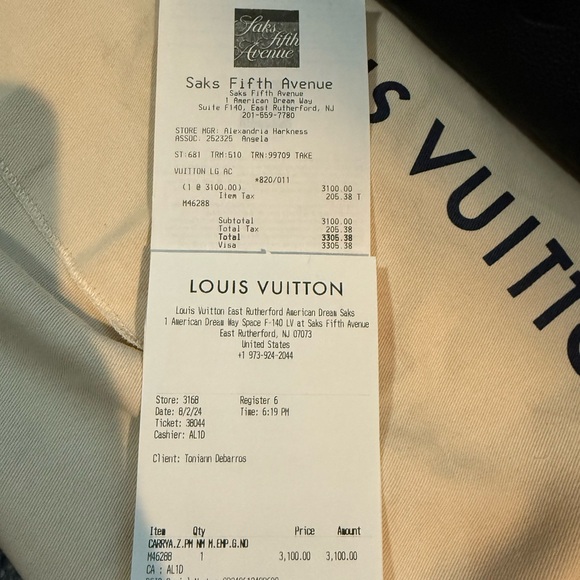 Saks
fifth
Avenue
Saks Fifth Avenue
Saks Fifth Avenue
1 American Dream Way
Suite F140, East Rutherford, NJ
201-559-7780
STORE MGR: Alexandria Harkness
ASSOC: 252325 Angela
ST:681 TRM:510 TRN:99709 TAKE
VUITTON LG AC
*820/011
(1 @ 3100.00) 3100.00
Item Tax 205.38 T
M46288
Subtotal 3100.00
Total Tax 205.38
Total 3305.38
Visa 3305.38
LOUIS VUITTON
Louis Vuitton East Rutherford American Dream Saks
1 American Dream Way Space F-140 LV at Saks Fifth Avenue
East Rutherford, NJ 07073
United States
+1 973-924-2044
Store: 3168 Register 6
Date: 8/2/24 Time: 6:19 PM
Ticket: 38044
Cashier: AL1D
Client: Toniann Debarros
Item Qty Price Amount
CARRYA.Z.PM NM M.EMP.G.NO
M46288 1 3,100.00 3,100.00
CA : AL1D
IS VUITTO